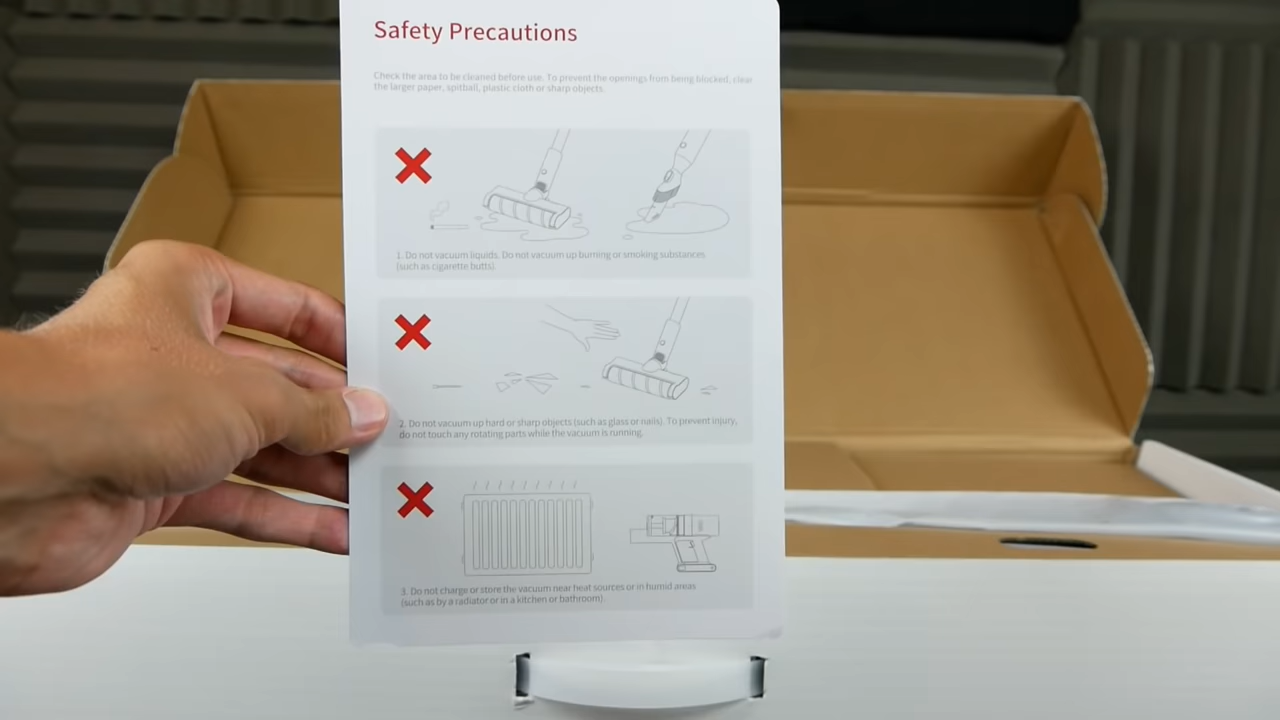 Safety Precautions
Check the area to be cleaned before use. To prevent the openings from being blocked, clear
the larger paper, spitball, plastic cloth or sharp objects.
1. Do not vacuum liquids. Do not vacuum up burning or smoking substances
(such as cigarette butts).
2. Do not vacuum up hard or sharp objects (such as glass or nails). To prevent injury,
do not touch any rotating parts while the vacuum is running.
3. Do not charge or store the vacuum near heat sources or in humid areas
(such as by a radiator or in a kitchen or bathroom).